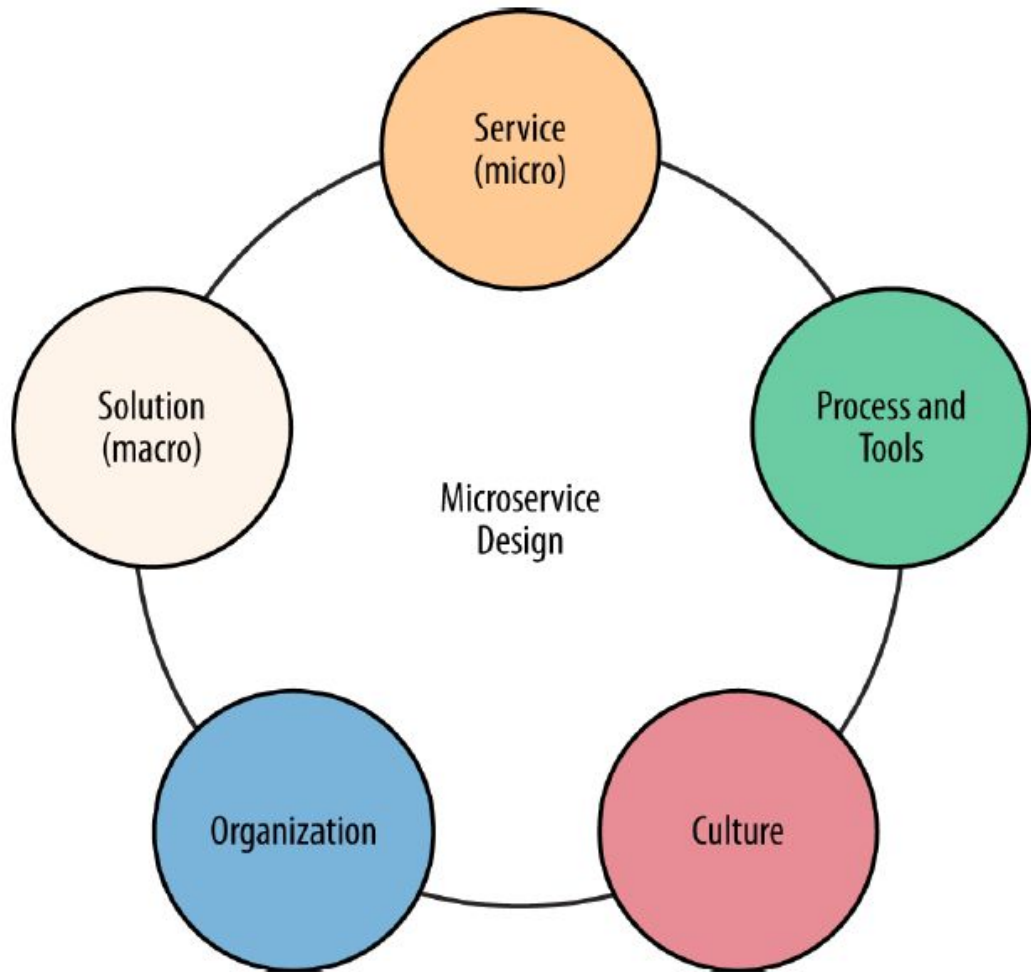 Service
(micro)
Solution
(macro)
Process and
Tools
Microservice
Design
Organization
Culture